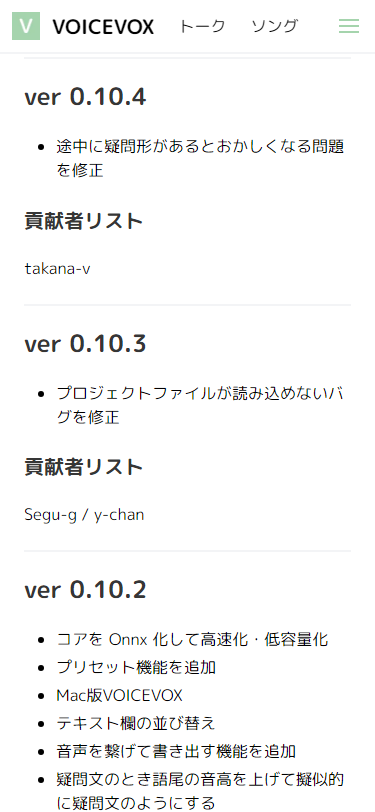 V VOICEVOX トーク ソング
ver 0.10.4
途中に疑問形があるとおかしくなる問題
を修正
貢献者リスト
takana-v
ver 0.10.3
プロジェクトファイルが読み込めないバ
グを修正
貢献者リスト
Segu-g / y-chan
ver 0.10.2
コアを Onnx 化して高速化・低容量化
プリセット機能を追加
Mac版VOICEVOX
テキスト欄の並び替え
音声を繋げて書き出す機能を追加
疑問文のとき語尾の音高を上げて擬似的
に疑問文のようにする